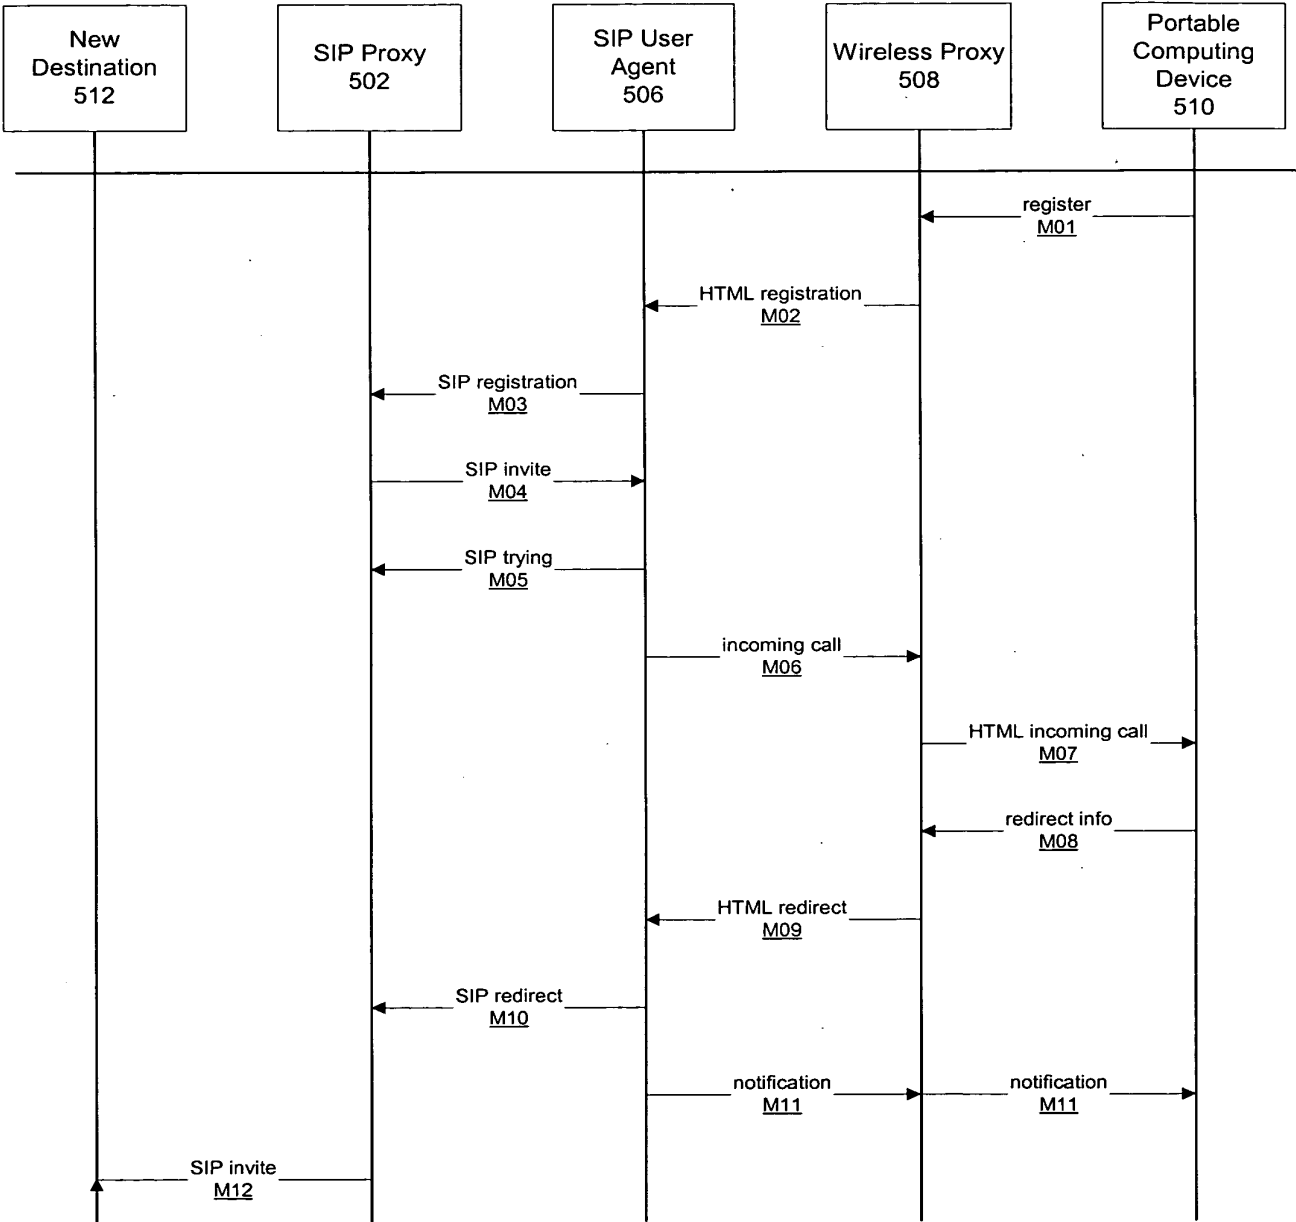 New
Destination
512
SIP Proxy
502
SIP User
Agent
506
Wireless Proxy
508
Portable
Computing
Device
510
register
M01
HTML registration
M02
SIP registration
M03
SIP invite
M04
SIP trying
M05
incoming call
M06
HTML incoming call
M07
redirect info
M08
HTML redirect
M09
SIP redirect
M10
notification
M11
notification
M11
SIP invite
M12